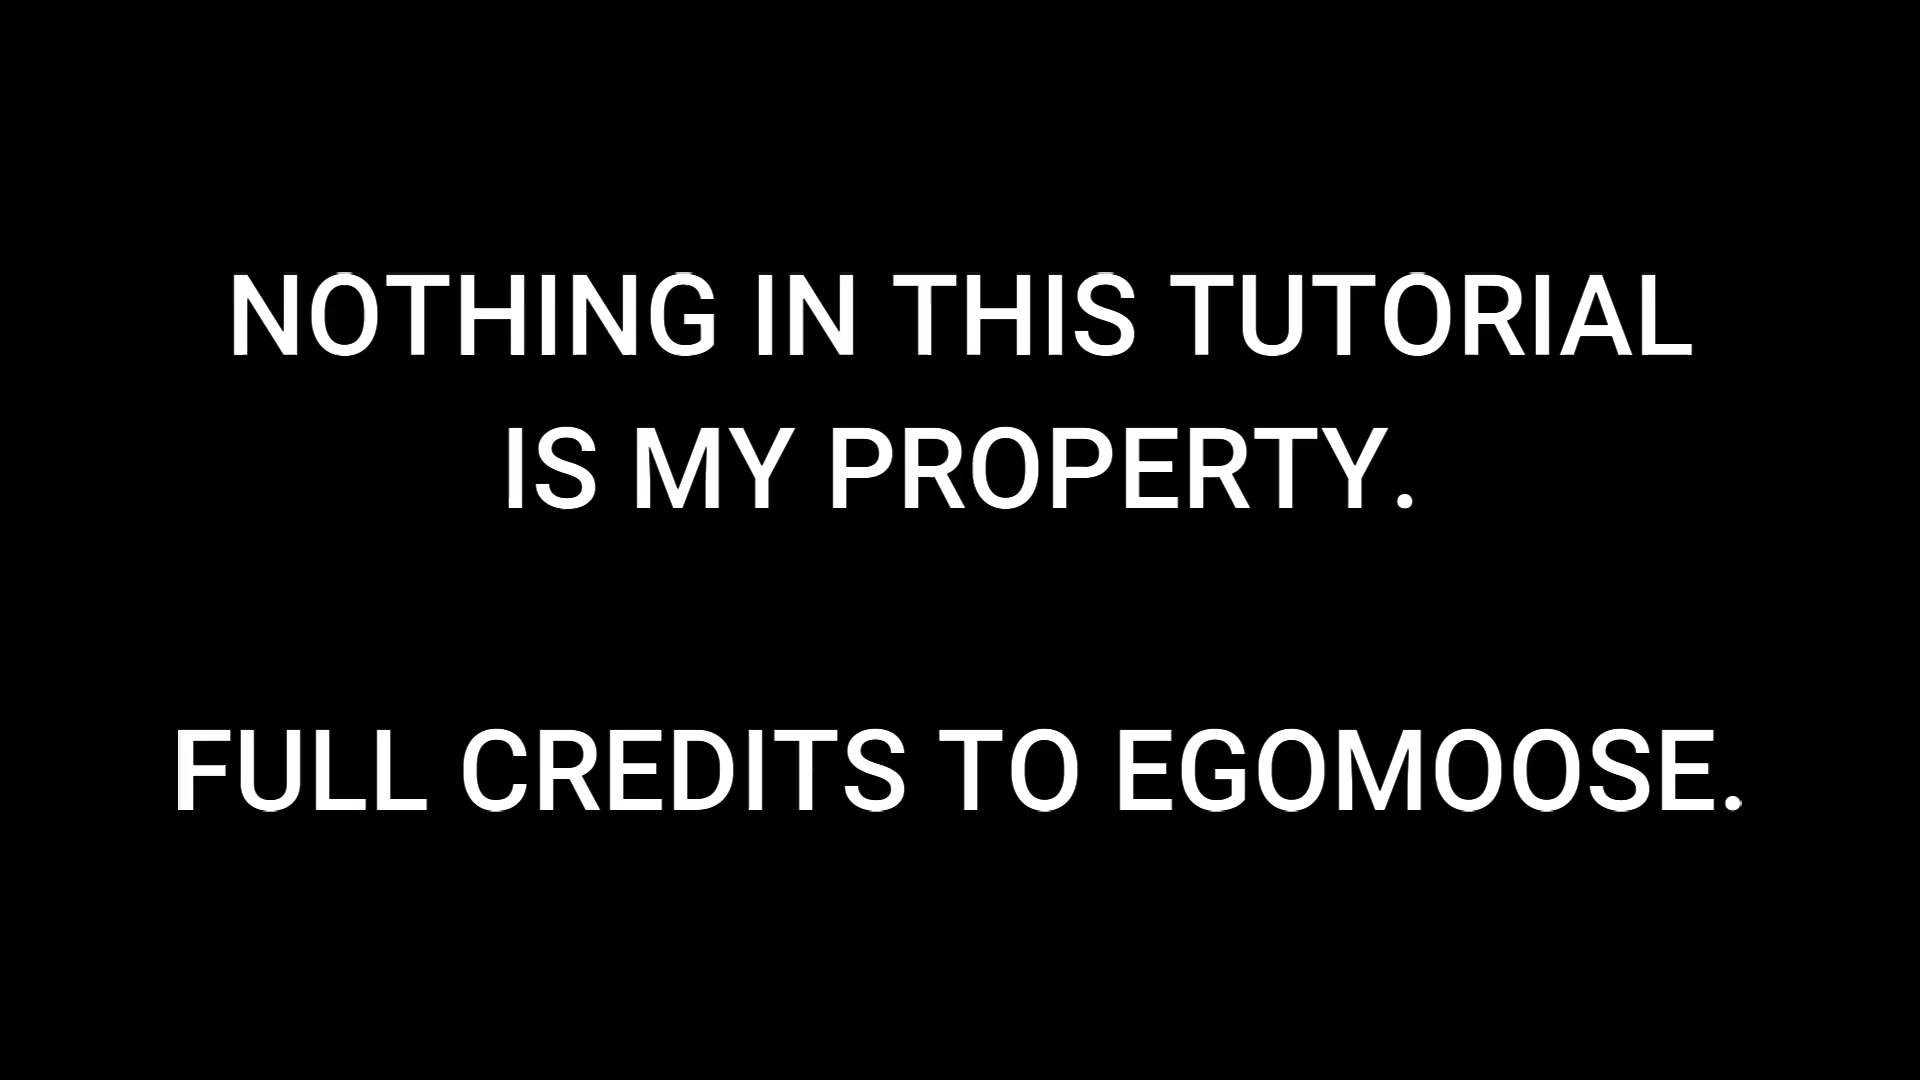 NOTHING IN THIS TUTORIAL
IS MY PROPERTY.
FULL CREDITS TO EGOMOOSE.